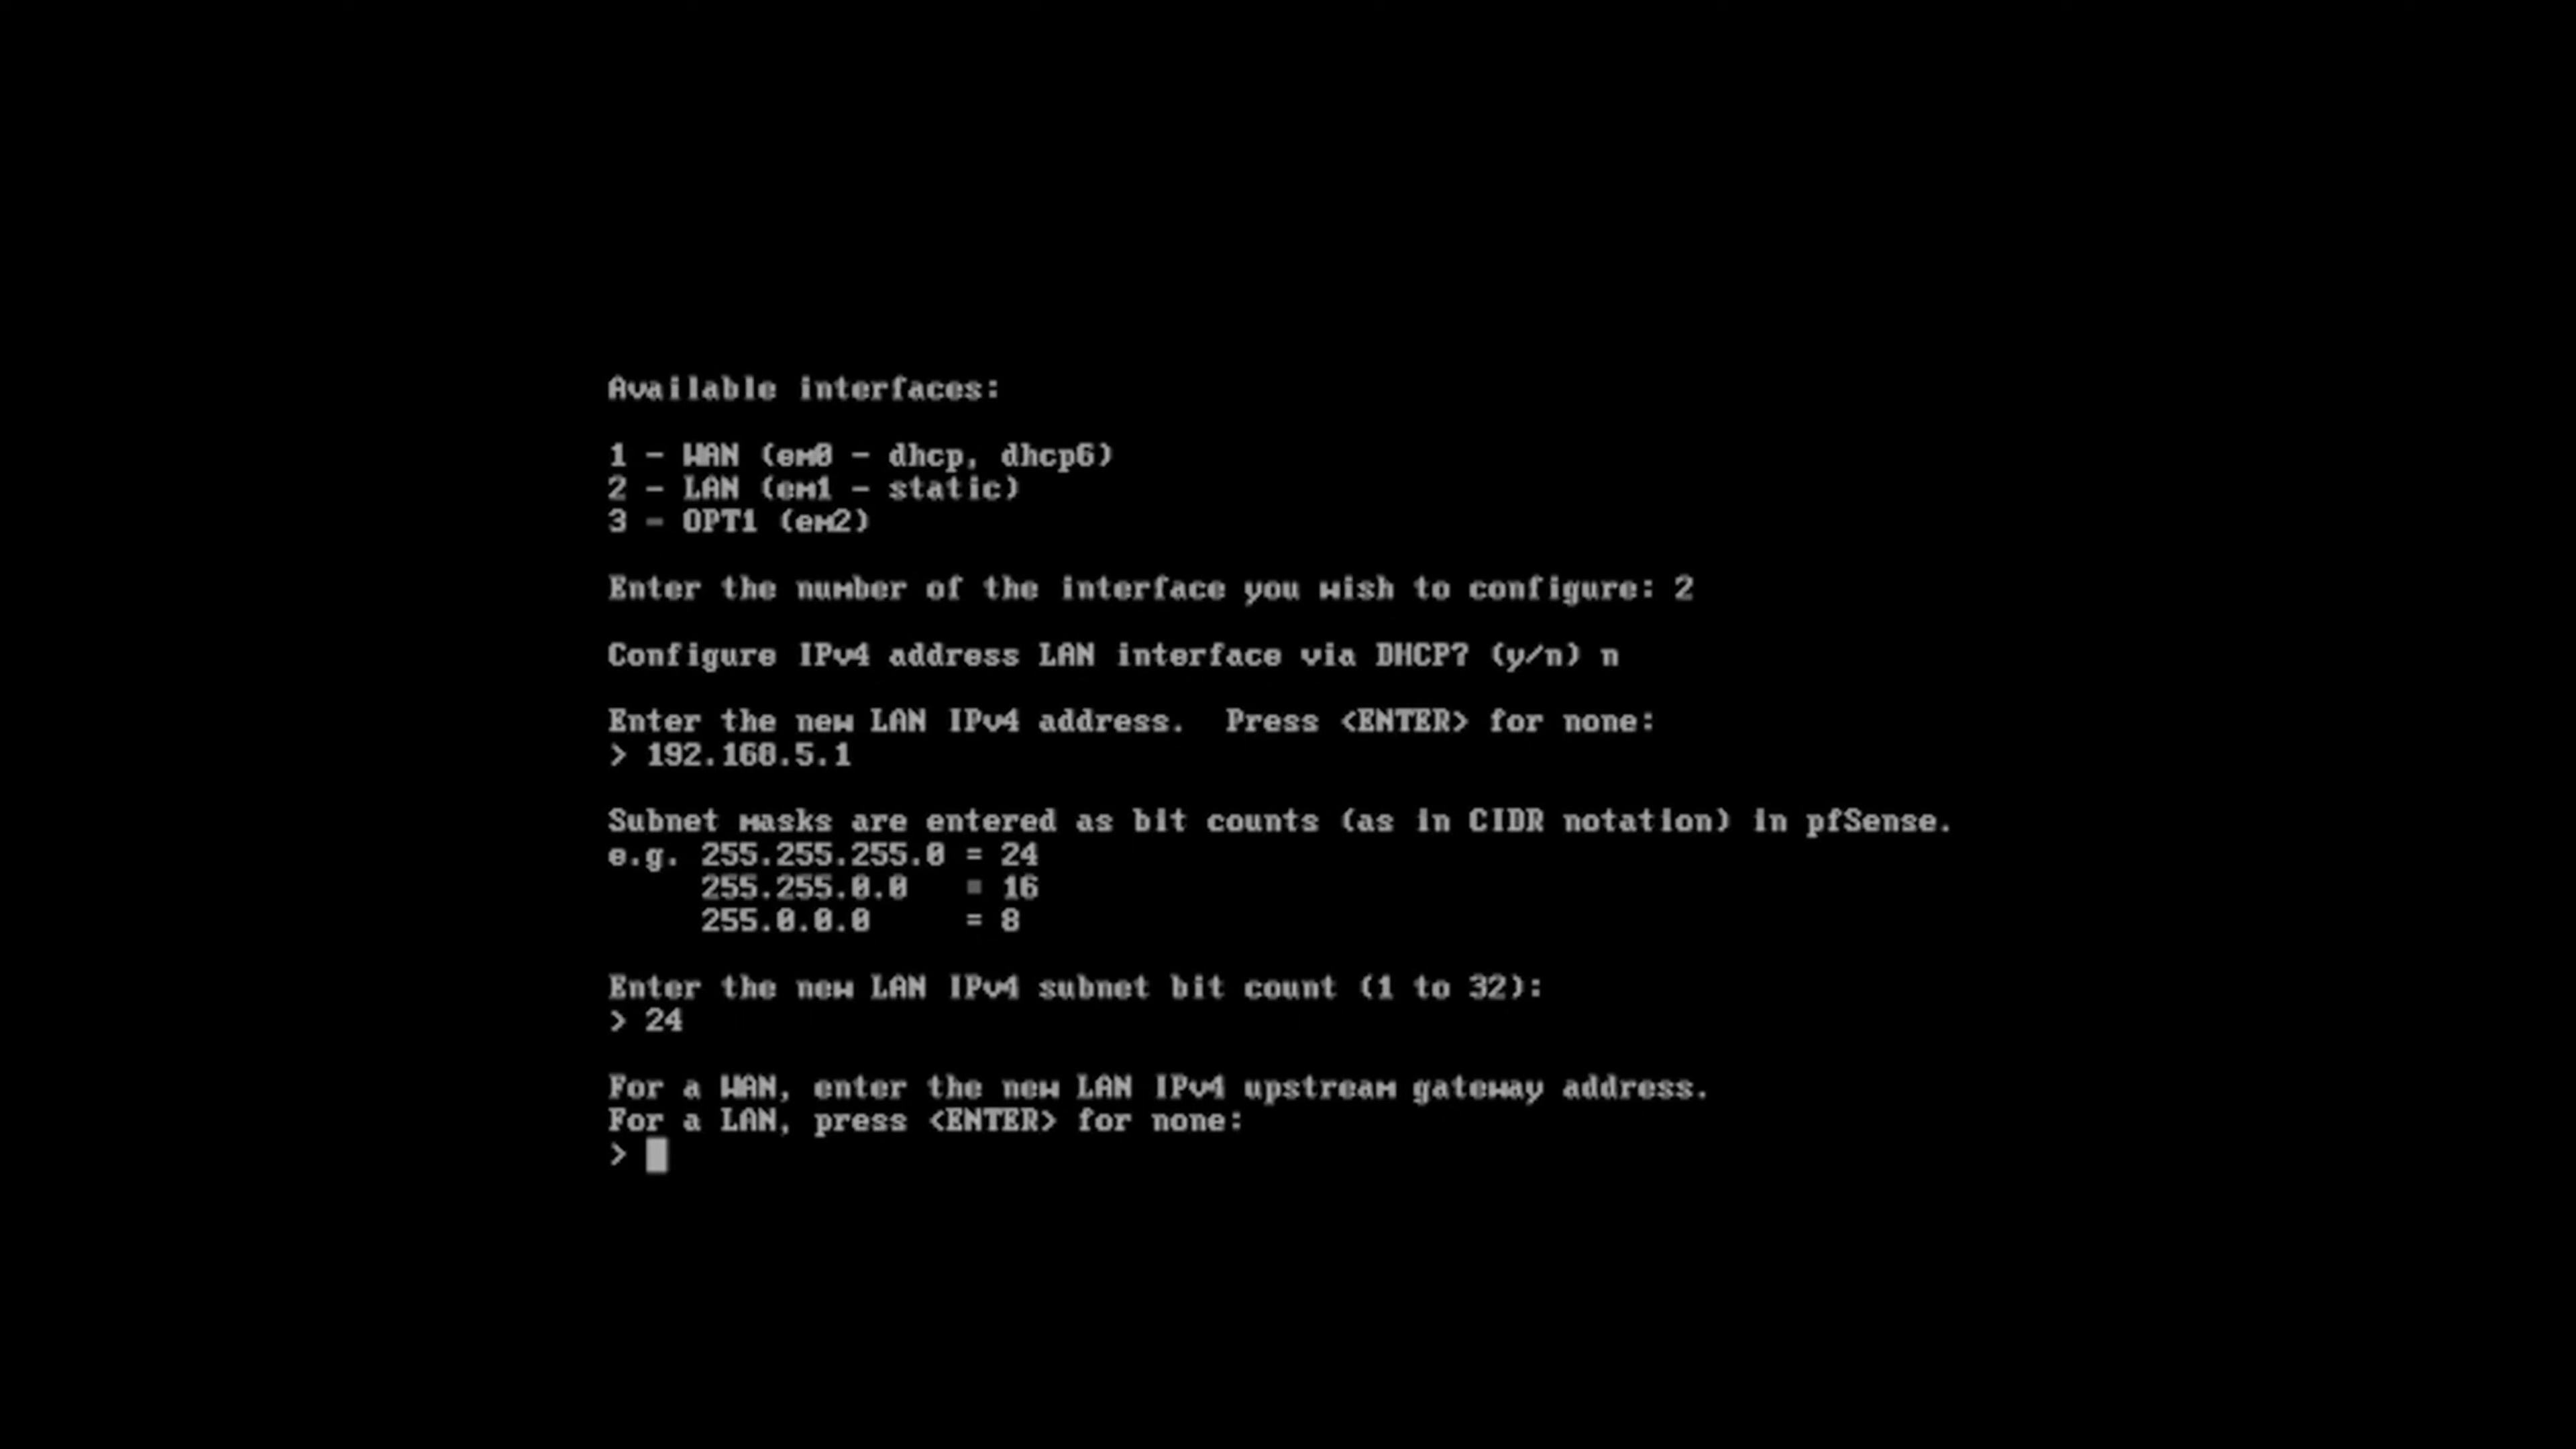 Available interfaces:
1 - WAN (em0 - dhcp, dhcp6)
2 - LAN (em1 - static)
3 - OPT1 (em2)
Enter the number of the interface you wish to configure: 2
Configure IPv4 address LAN interface via DHCP? (y/n) n
Enter the new LAN IPv4 address.  Press <ENTER> for none:
> 192.168.5.1
Subnet masks are entered as bit counts (as in CIDR notation) in pfSense.
e.g. 255.255.255.0 = 24
     255.255.0.0   = 16
     255.0.0.0     = 8
Enter the new LAN IPv4 subnet bit count (1 to 32):
> 24
For a WAN, enter the new LAN IPv4 upstream gateway address.
For a LAN, press <ENTER> for none:
>